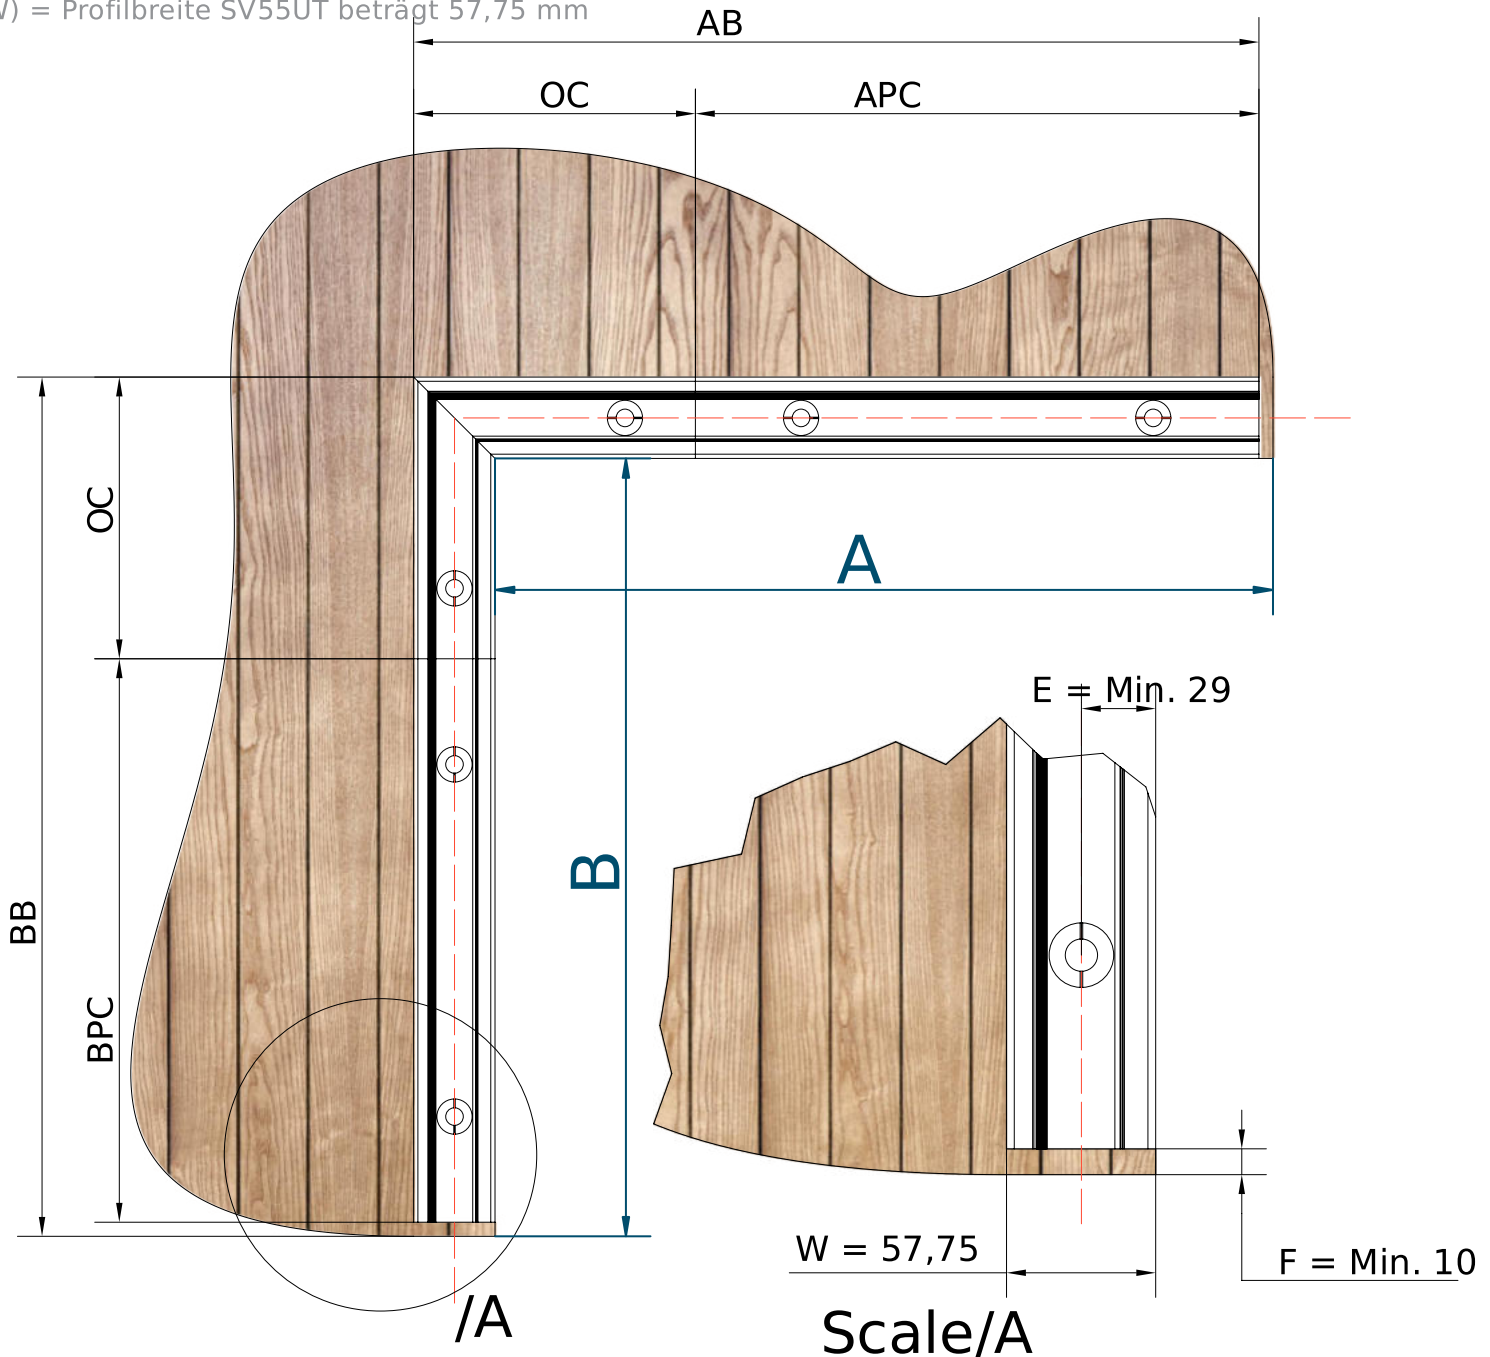 ) = Profilbreite SV55UT beträgt 57,75 mm
AB
OC
APC
OC
A
E = Min. 29
B
BB
BPC
W = 57,75
F = Min. 10
/A
Scale/A